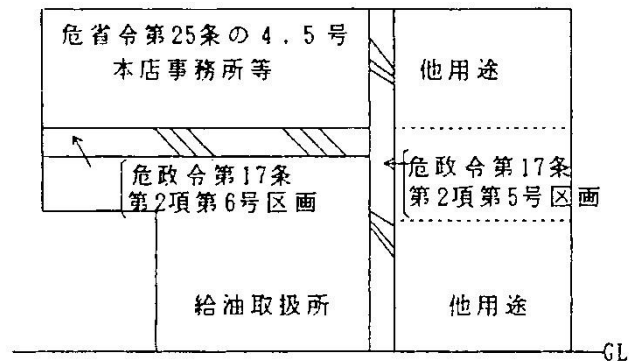 危省令第25条の4.5号
本店事務所等
他用途
危政令第17条
第2項第6号区画
危政令第17条
第2項第5号区画
給油取扱所
他用途
GL